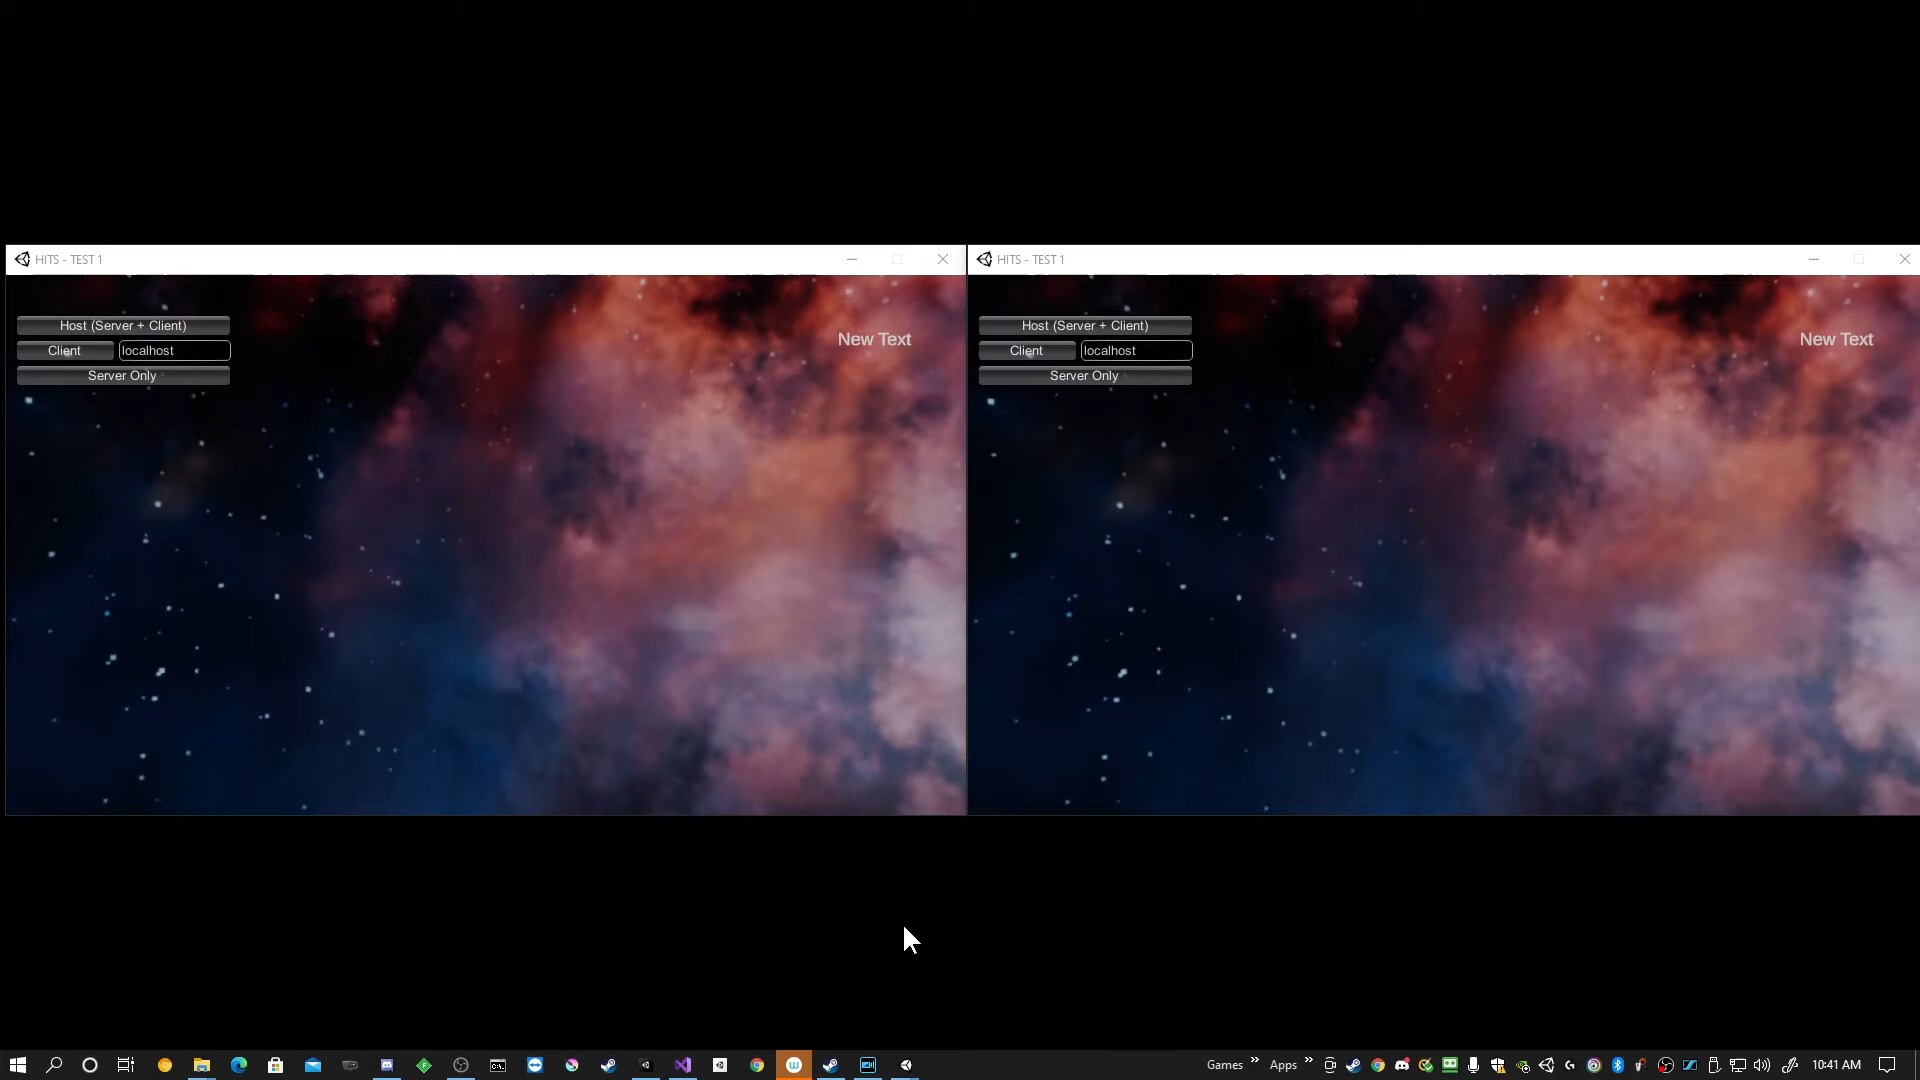 HITS - TEST 1
Host (Server + Client)
Client
localhost
Server Only
New Text
HITS - TEST 1
Host (Server + Client)
Client
localhost
Server Only
New Text
Games
Apps
10:41 AM